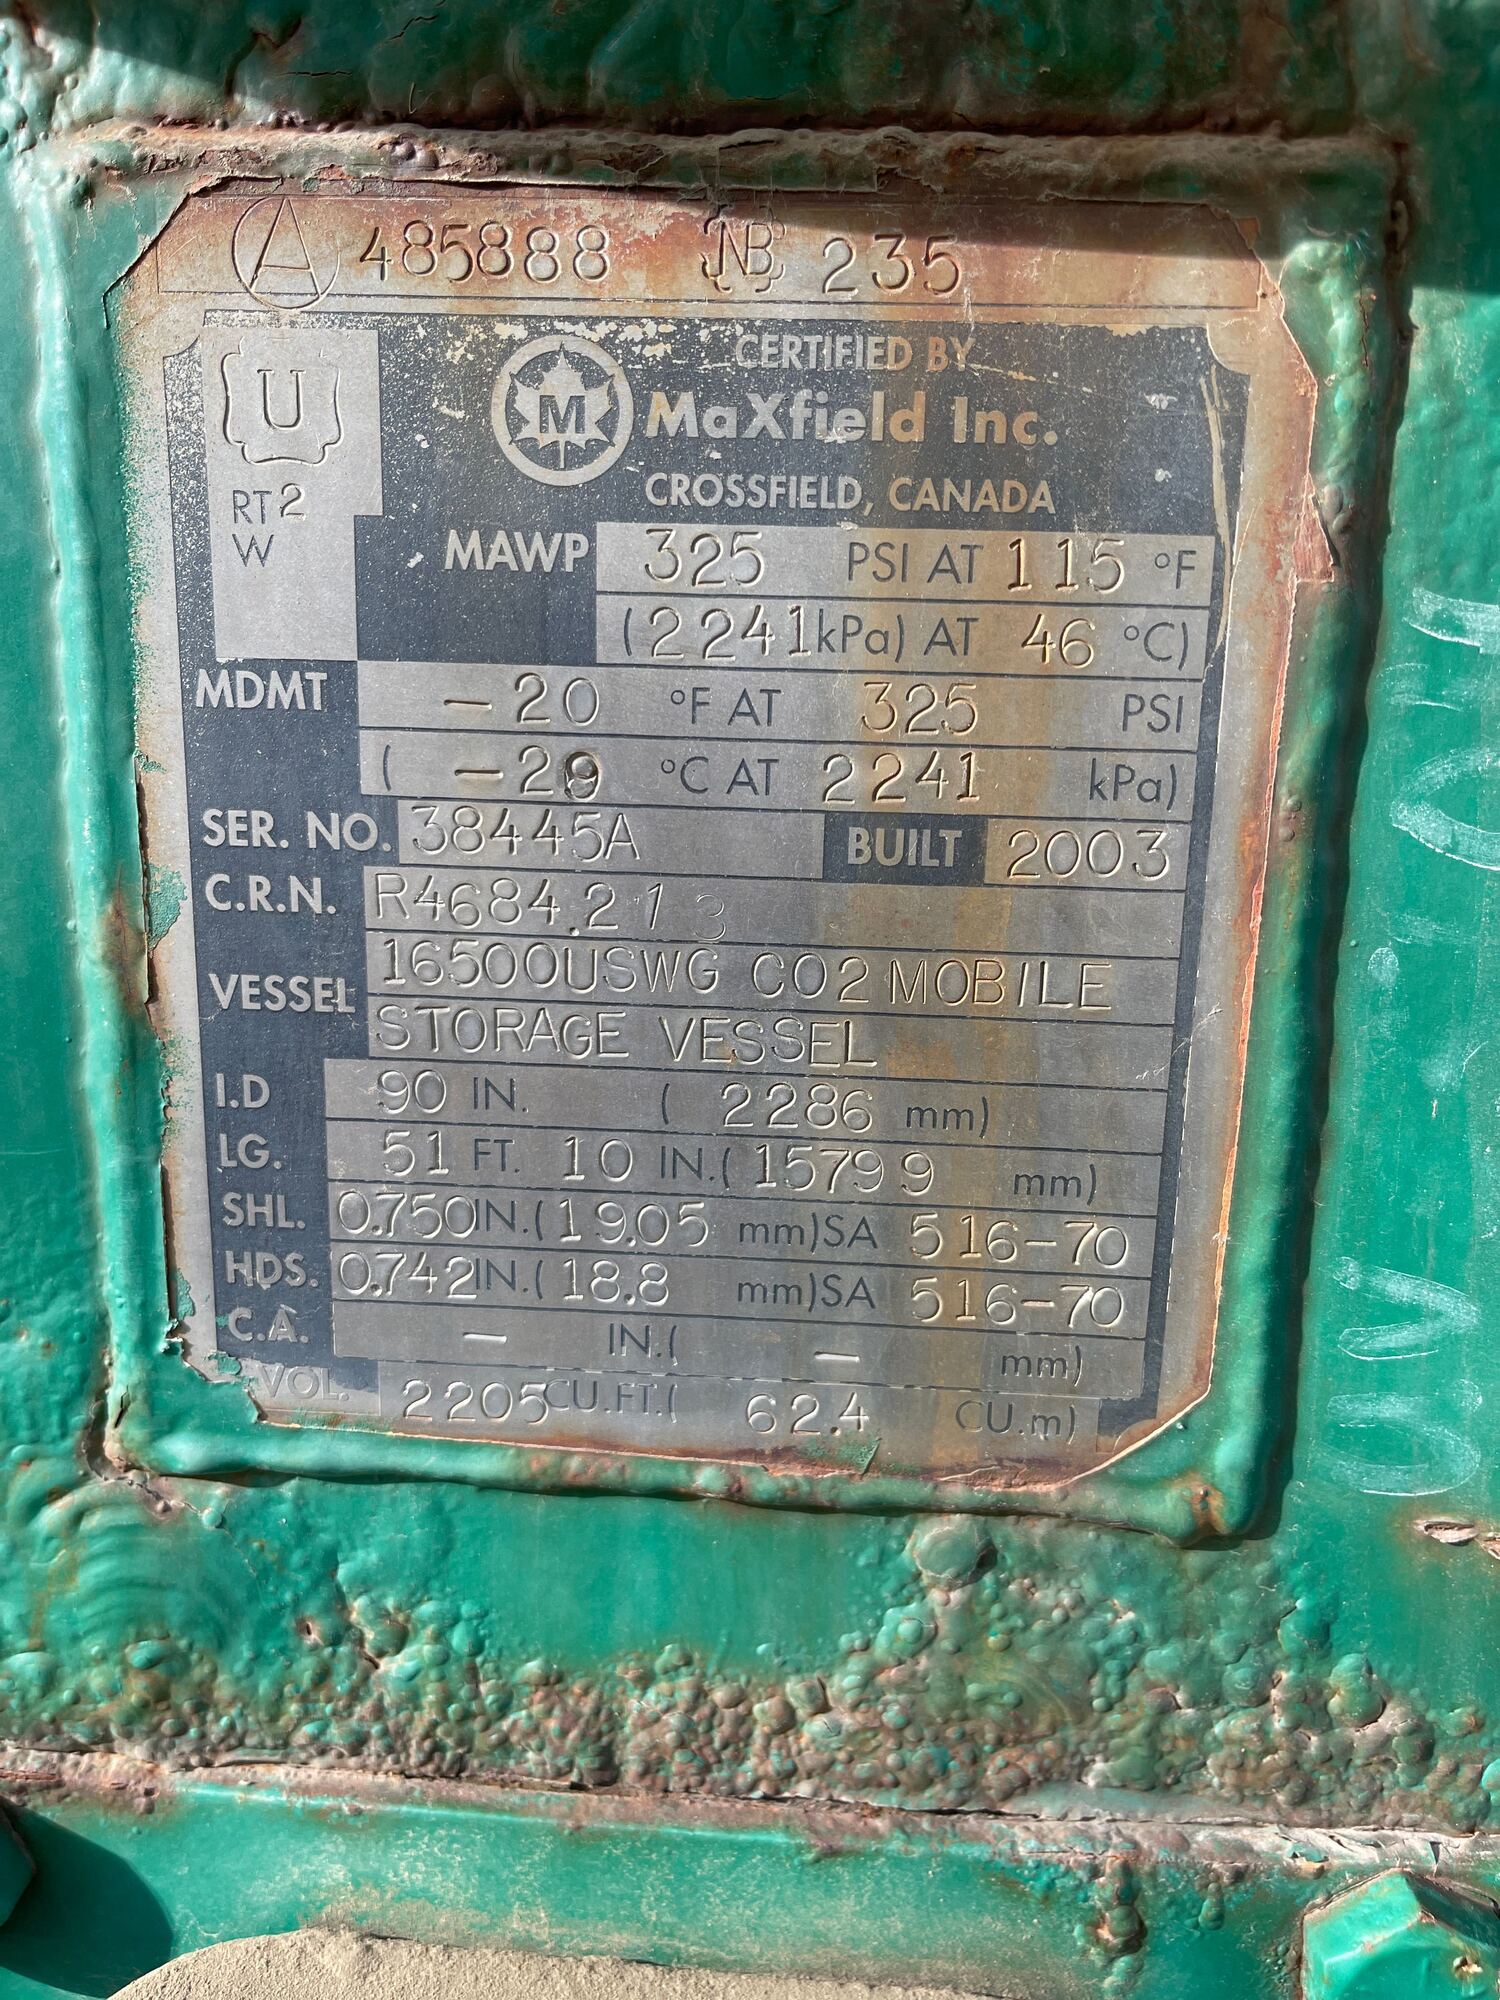 A 485888 NB 235
U
RT 2
W
M
CERTIFIED BY
MaXfield Inc.
CROSSFIELD, CANADA
MAWP 325 PSI AT 115 °F
(2241 kPa) AT 46 °C)
MDMT -20 °F AT 325 PSI
( -29 °C AT 2241 kPa)
SER. NO. 38445A BUILT 2003
C.R.N. R4684.213
VESSEL 16500USWG CO2 MOBILE
STORAGE VESSEL
I.D 90 IN. ( 2286 mm)
LG. 51 FT. 10 IN.( 15799 mm)
SHL. 0.750 IN.( 19.05 mm) SA 516-70
HDS. 0.742 IN.( 18.8 mm) SA 516-70
C.A. - IN.( - mm)
VOL. 2205 CU.FT.( 62.4 CU.m)